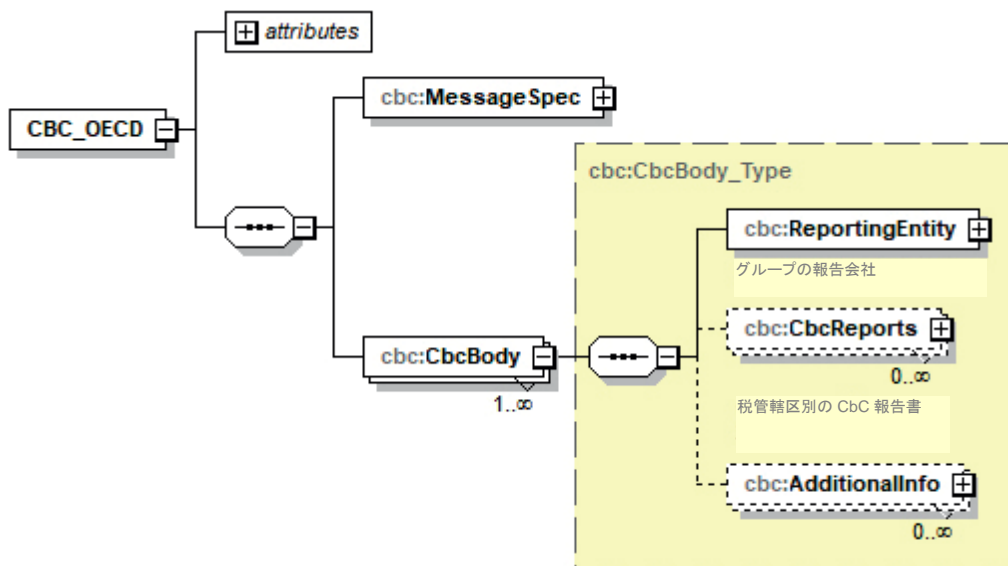 attributes
cbc:MessageSpec
CBC_OECD
cbc:CbcBody_Type
cbc:ReportingEntity
グループの報告会社
cbc:CbcReports
0..∞
cbc:CbcBody
1..∞
税管轄区別の CbC 報告書
cbc:AdditionalInfo
0..∞